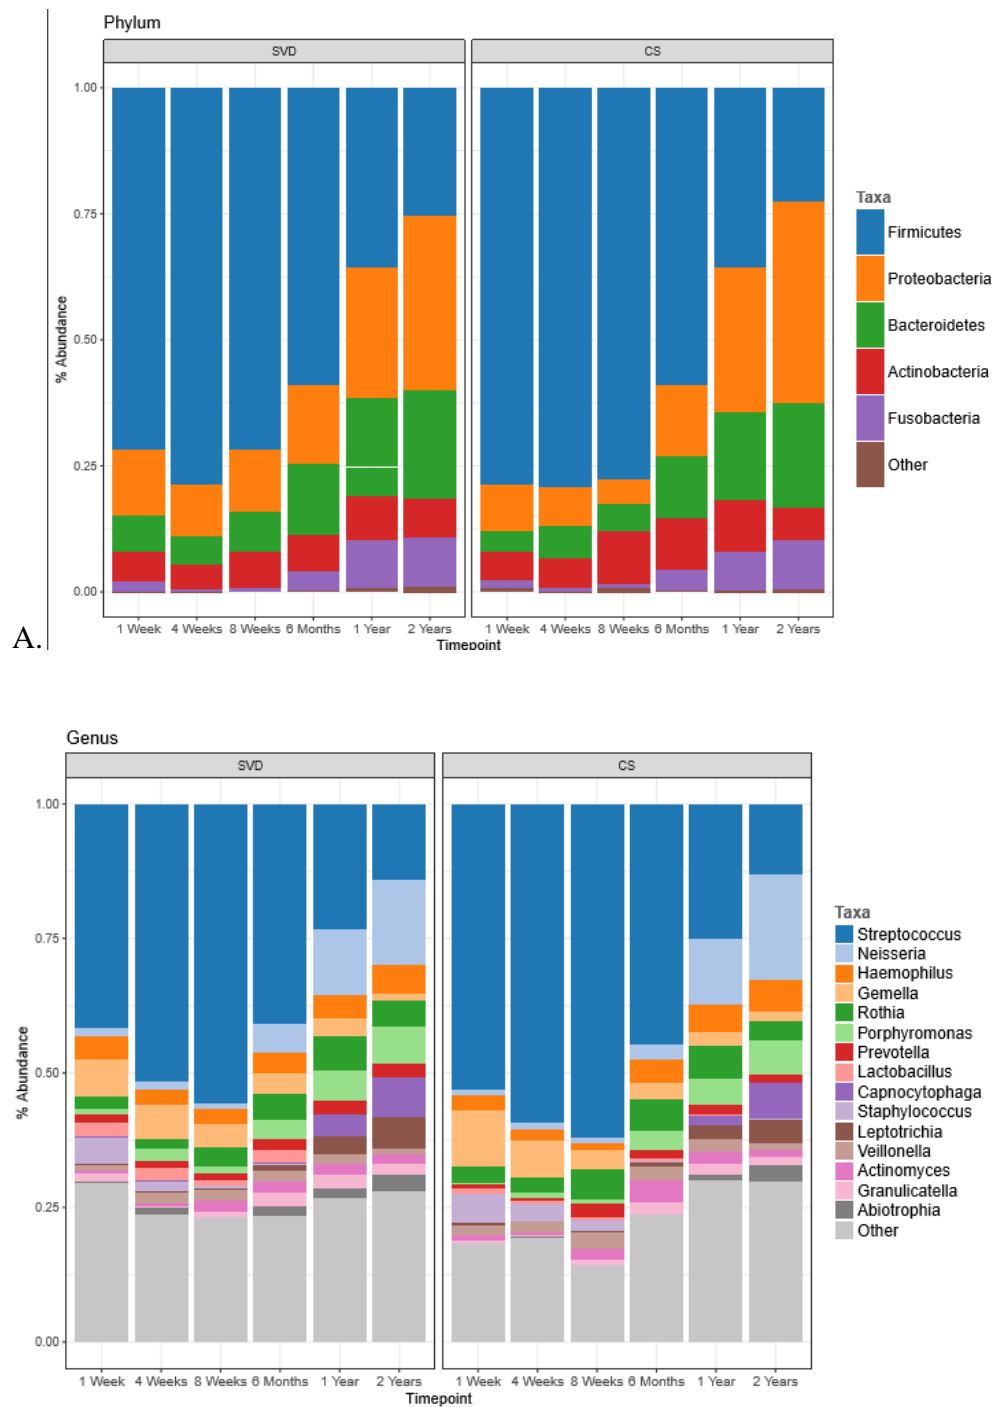 Phylum
SVD CS
1.00
0.75
0.50
0.25
0.00
% Abundance
1 Week 4 Weeks 8 Weeks 6 Months 1 Year 2 Years 1 Week 4 Weeks 8 Weeks 6 Months 1 Year 2 Years
Timepoint
Taxa
Firmicutes
Proteobacteria
Bacteroidetes
Actinobacteria
Fusobacteria
Other
A.
Genus
SVD CS
1.00
0.75
0.50
0.25
0.00
% Abundance
1 Week 4 Weeks 8 Weeks 6 Months 1 Year 2 Years 1 Week 4 Weeks 8 Weeks 6 Months 1 Year 2 Years
Timepoint
Taxa
Streptococcus
Neisseria
Haemophilus
Gemella
Rothia
Porphyromonas
Prevotella
Lactobacillus
Capnocytophaga
Staphylococcus
Leptotrichia
Veillonella
Actinomyces
Granulicatella
Abiotrophia
Other